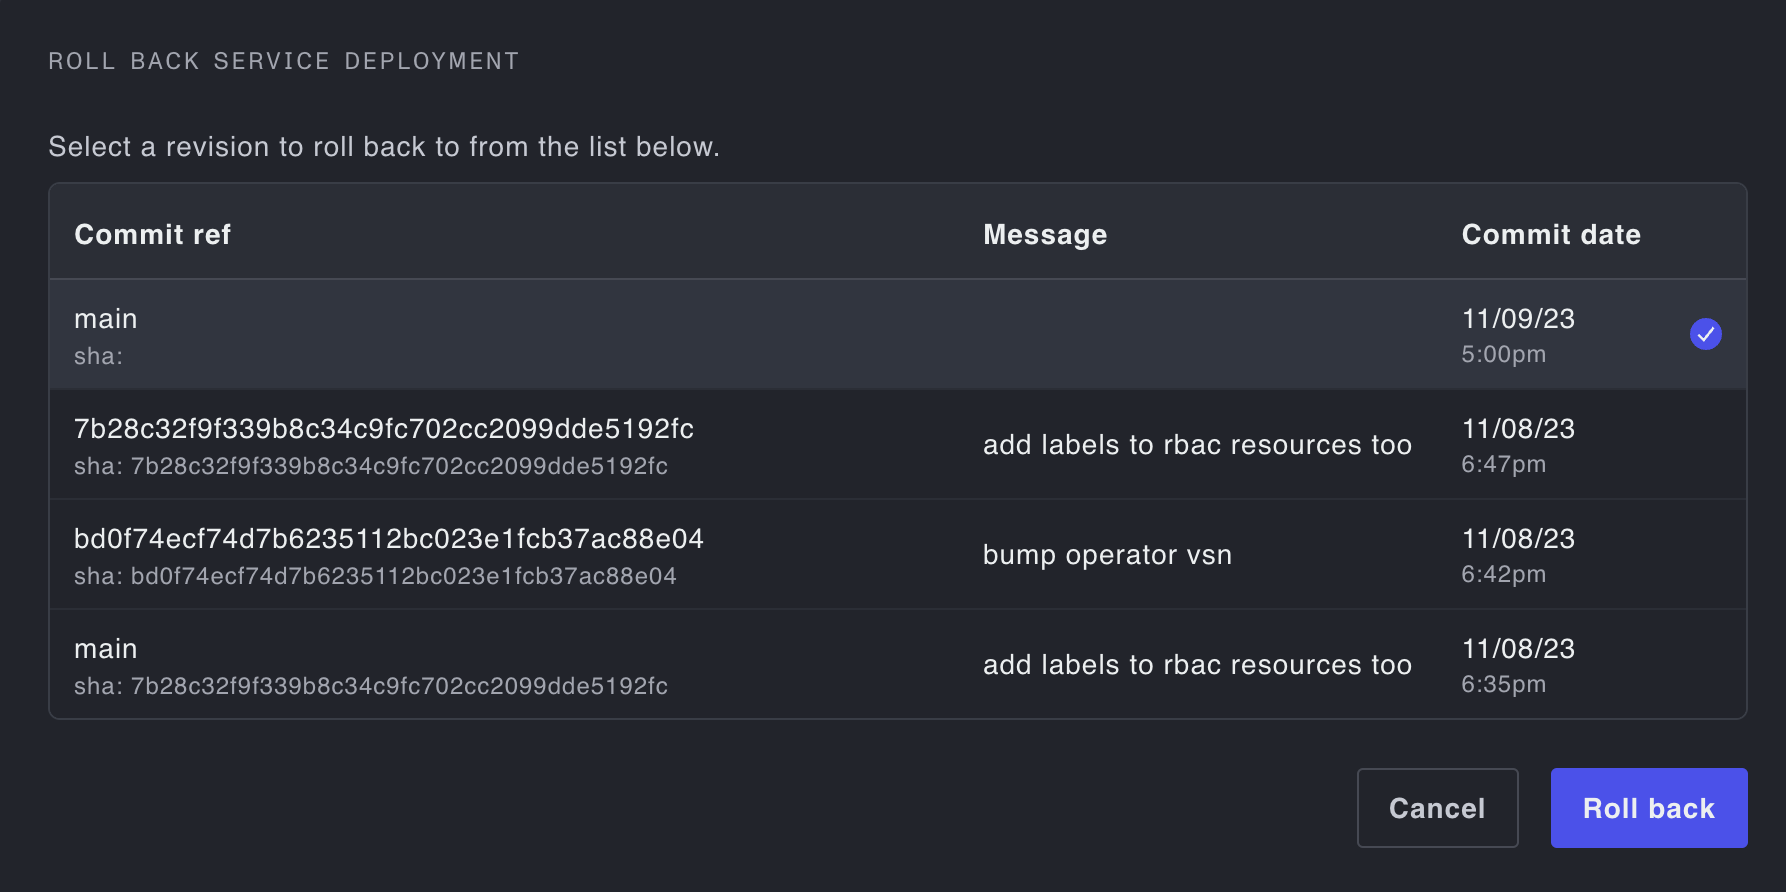 ROLL BACK SERVICE DEPLOYMENT
Select a revision to roll back to from the list below.
Commit ref Message Commit date
main 11/09/23
sha: 5:00pm
7b28c32f9f339b8c34c9fc702cc2099dde5192fc add labels to rbac resources too 11/08/23
sha: 7b28c32f9f339b8c34c9fc702cc2099dde5192fc 6:47pm
bd0f74ecf74d7b6235112bc023e1fcb37ac88e04 bump operator vsn 11/08/23
sha: bd0f74ecf74d7b6235112bc023e1fcb37ac88e04 6:42pm
main add labels to rbac resources too 11/08/23
sha: 7b28c32f9f339b8c34c9fc702cc2099dde5192fc 6:35pm
Cancel Roll back